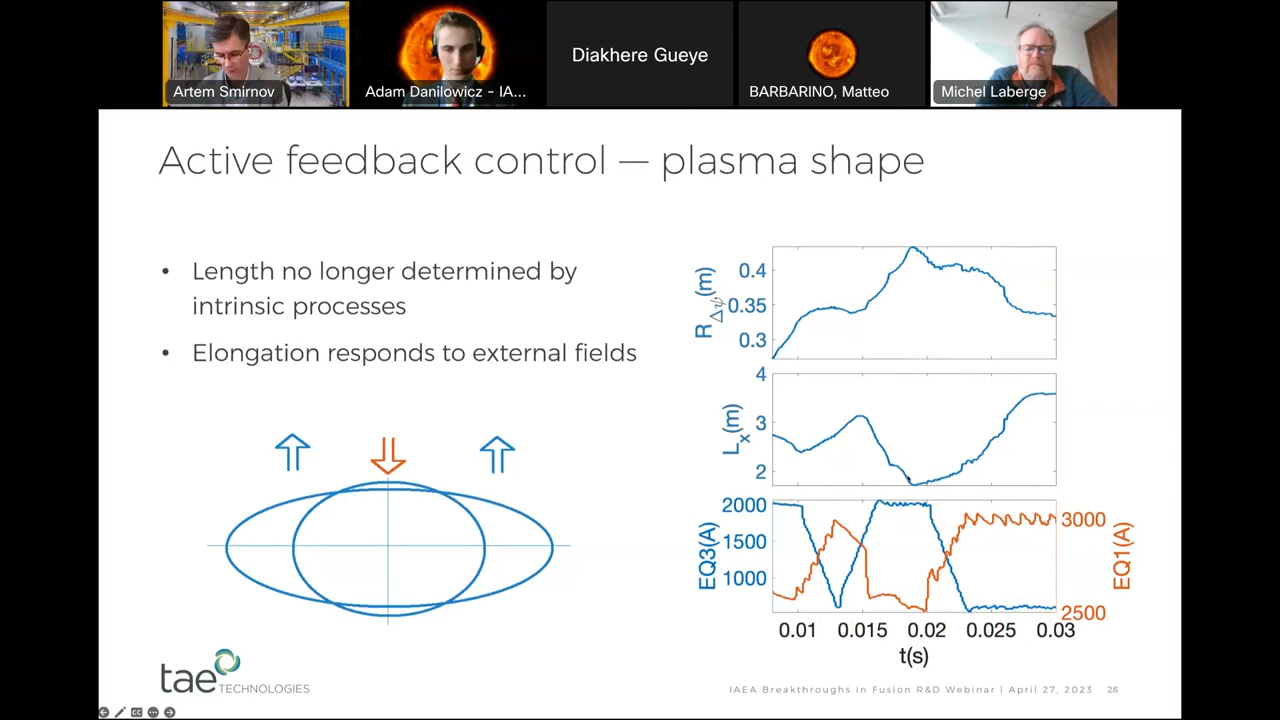 Artem Smirnov
Adam Danilowicz - IA...
Diakhere Gueye
BARBARINO, Matteo
Michel Laberge
Active feedback control — plasma shape
• Length no longer determined by
intrinsic processes
• Elongation responds to external fields
R ΔΨ (m)
0.4
0.35
0.3
Lx(m)
4
3
2
EQ3(A)
2000
1500
1000
3000
2500
EQ1(A)
0.01 0.015 0.02 0.025 0.03
t(s)
tae TECHNOLOGIES
IAEA Breakthroughs in Fusion R&D Webinar | April 27, 2023 26
CC